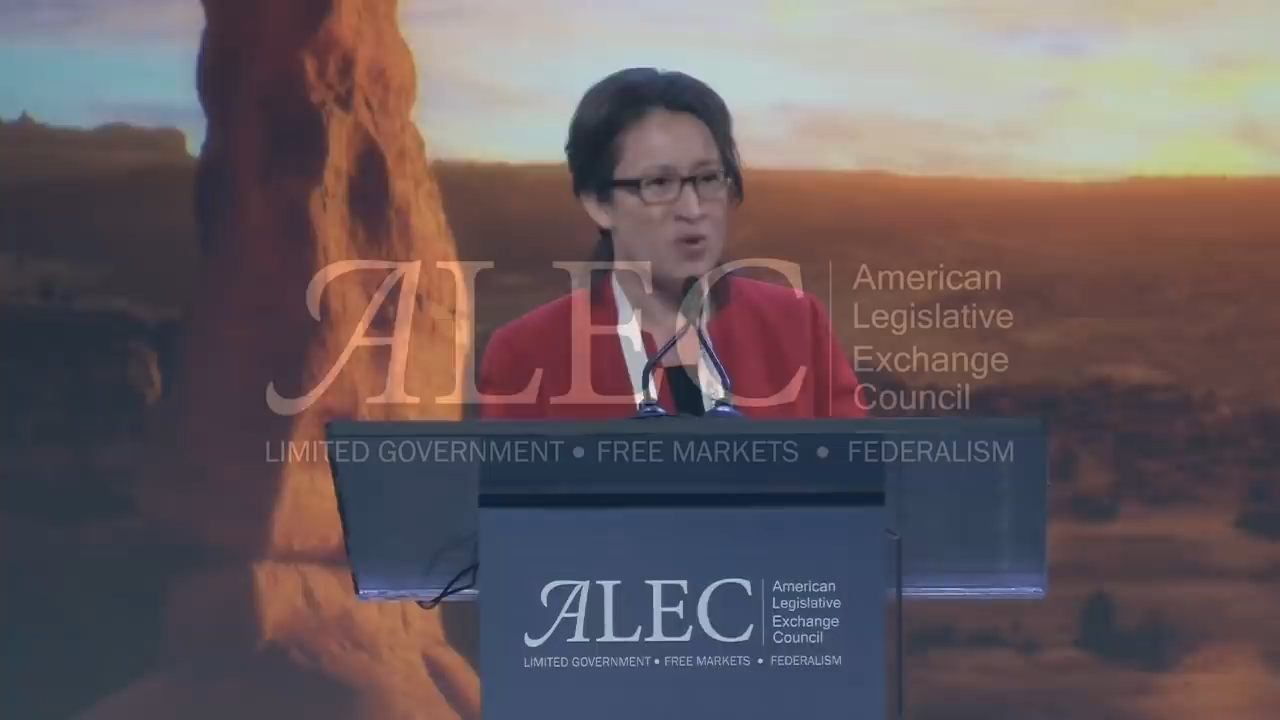 ALEC
American
Legislative
Exchange
Council
LIMITED GOVERNMENT • FREE MARKETS • FEDERALISM
ALEC
American
Legislative
Exchange
Council
LIMITED GOVERNMENT • FREE MARKETS • FEDERALISM